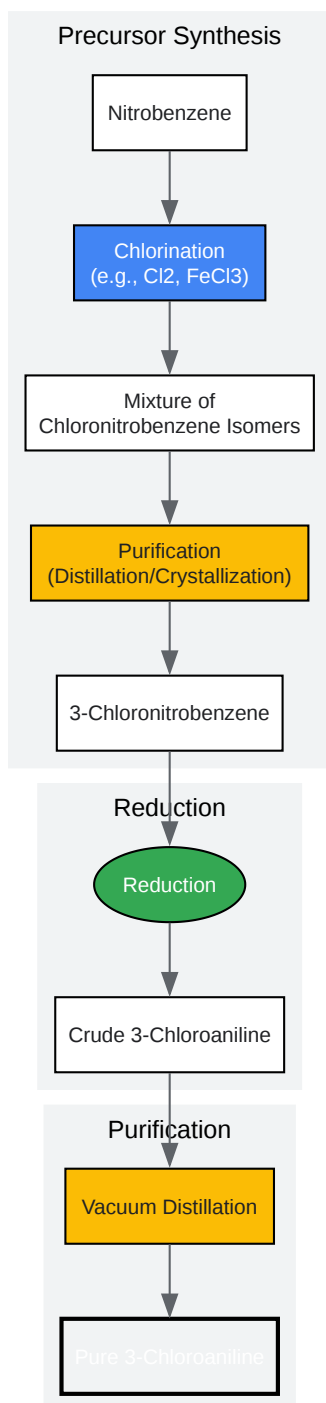 Precursor Synthesis
Nitrobenzene
Chlorination
(e.g., Cl2, FeCl3)
Mixture of
Chloronitrobenzene Isomers
Purification
(Distillation/Crystallization)
3-Chloronitrobenzene
Reduction
Reduction
Crude 3-Chloroaniline
Purification
Vacuum Distillation
Pure 3-Chloroaniline